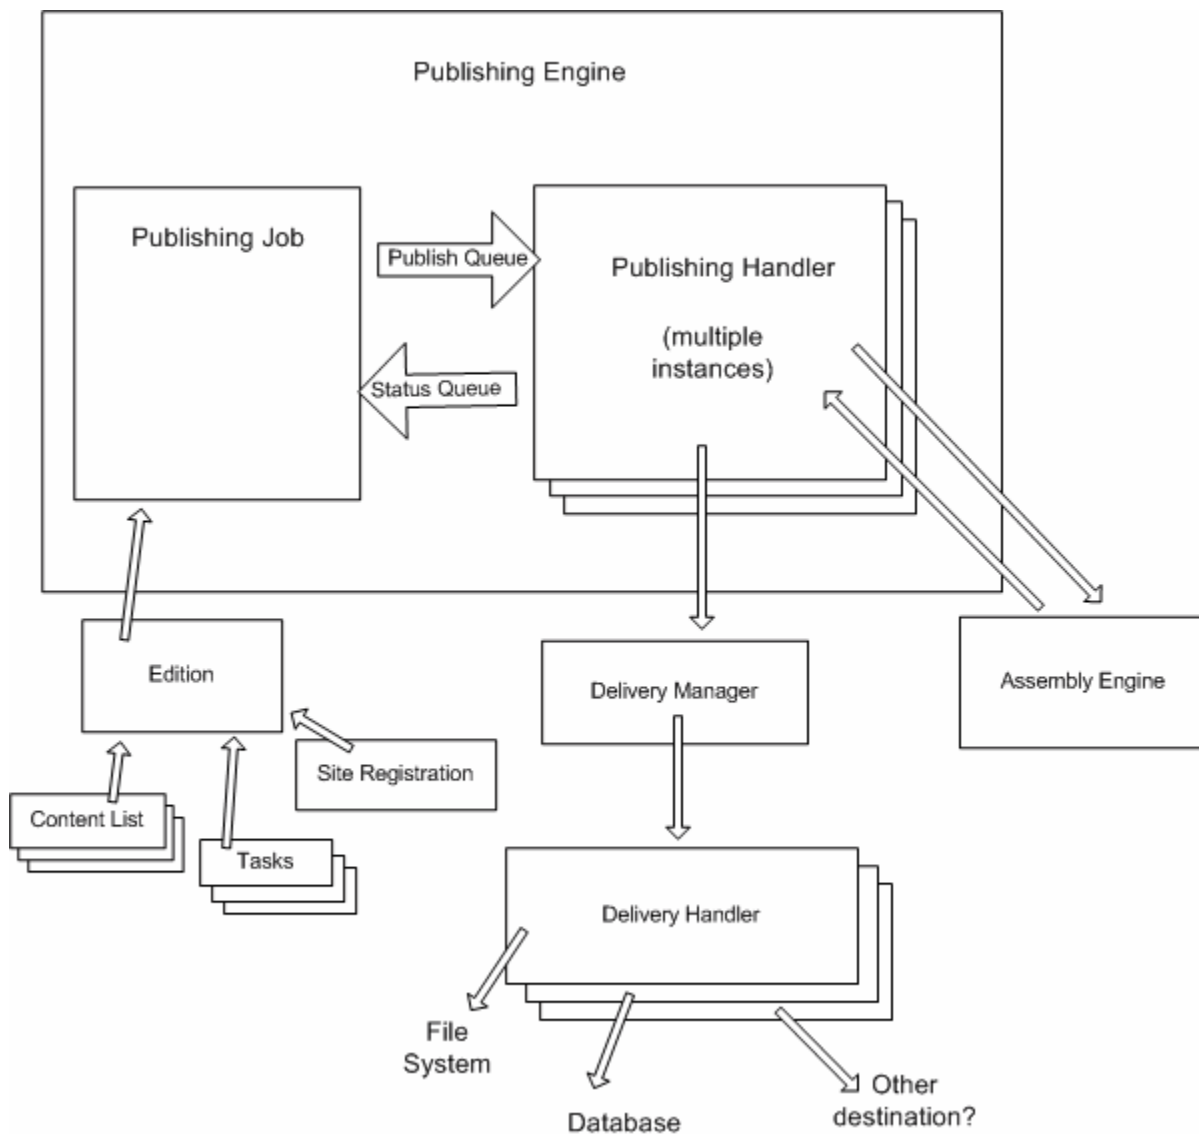 Publishing Engine
Publishing Job
Publish Queue
Publishing Handler
(multiple
instances)
Status Queue
Edition
Delivery Manager
Assembly Engine
Site Registration
Content List
Tasks
Delivery Handler
File
System
Database
Other
destination?